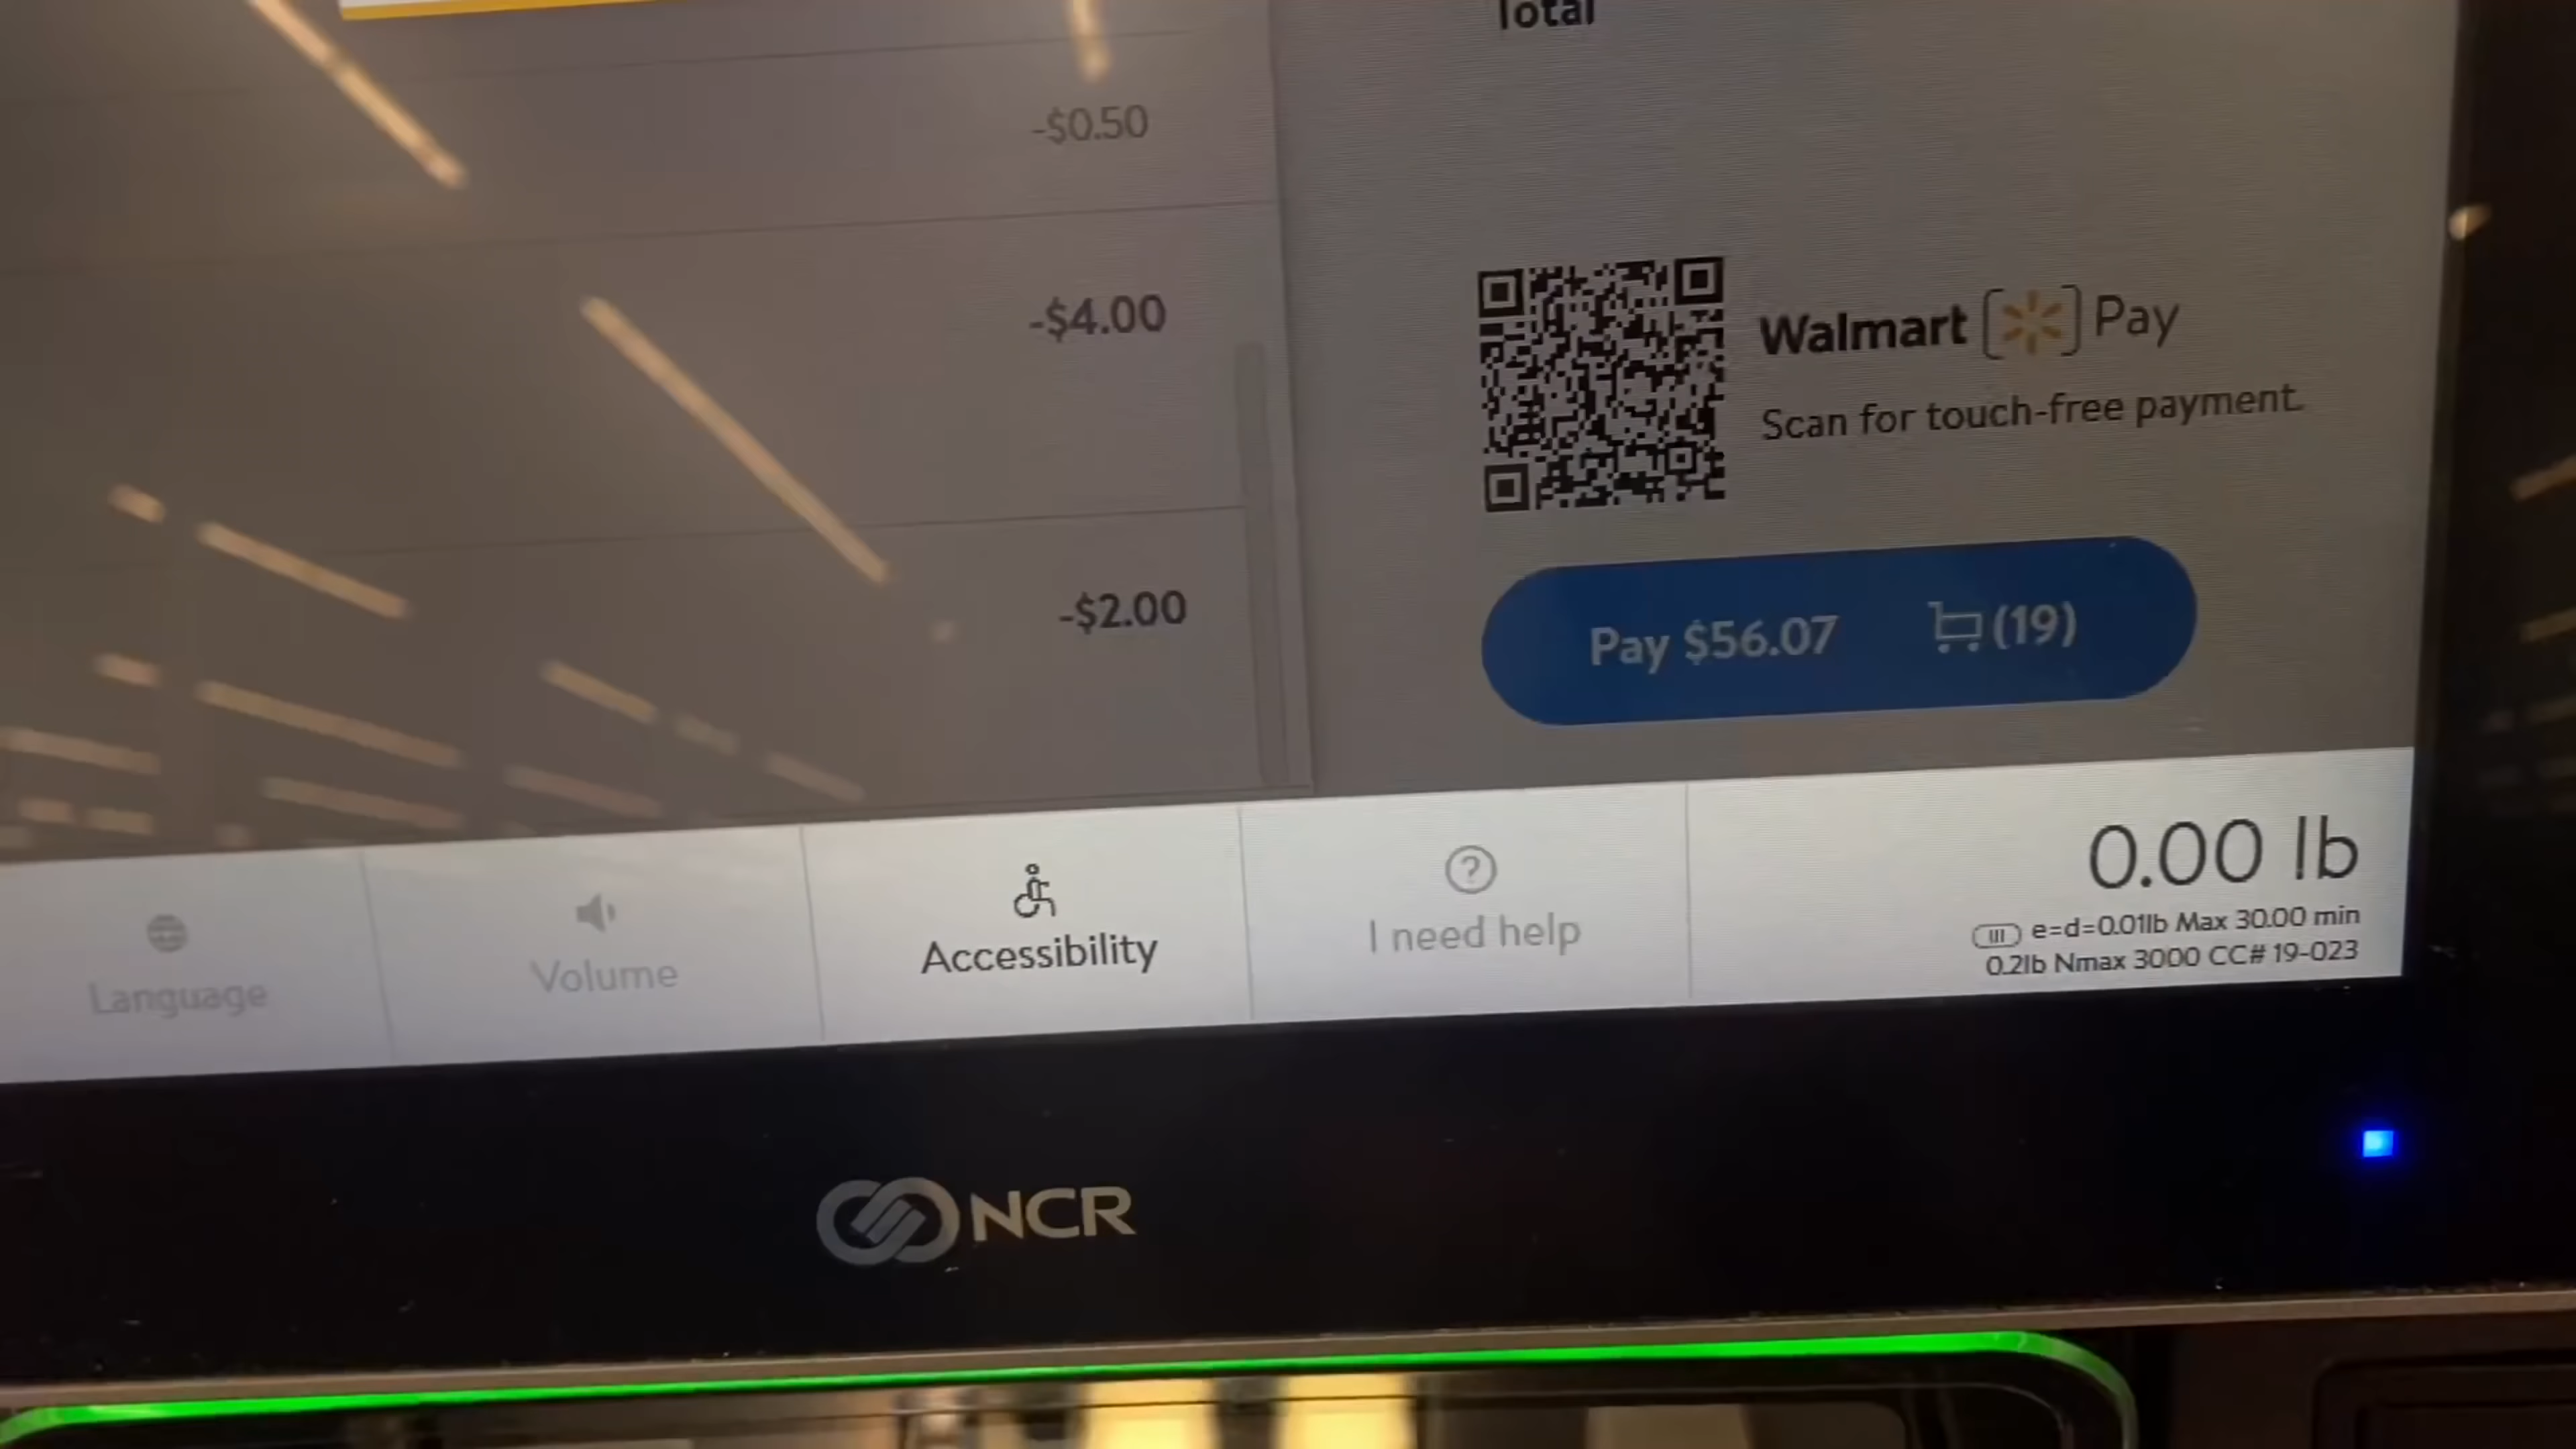 Total
-$0.50
-$4.00
-$2.00
Walmart Pay
Scan for touch-free payment.
Pay $56.07 (19)
Language
Volume
Accessibility
I need help
0.00 lb
III e=d=0.01lb Max 30.00 min
0.2lb Nmax 3000 CC# 19-023
NCR